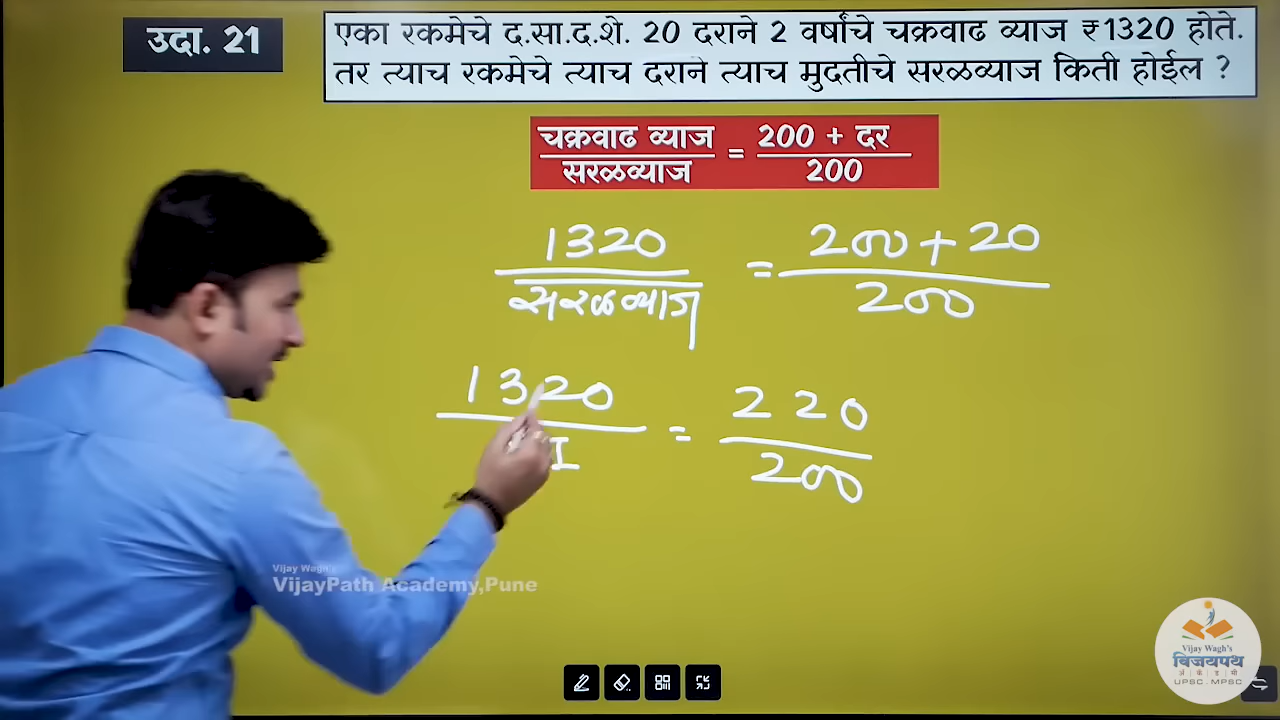 उदा. 21
एका रकमेचे द.सा.द.शे. 20 दराने 2 वर्षांचे चक्रवाढ व्याज ₹1320 होते.
तर त्याच रकमेचे त्याच दराने त्याच मुदतीचे सरळव्याज किती होईल ?
चक्रवाढ व्याज / सरळव्याज = 200 + दर / 200
1320 / सरळव्याज = 200 + 20 / 200
1320 / I = 220 / 200
Vijay Wagh's
VijayPath Academy,Pune
Vijay Wagh's
विजयपथ
UPSC - MPSC